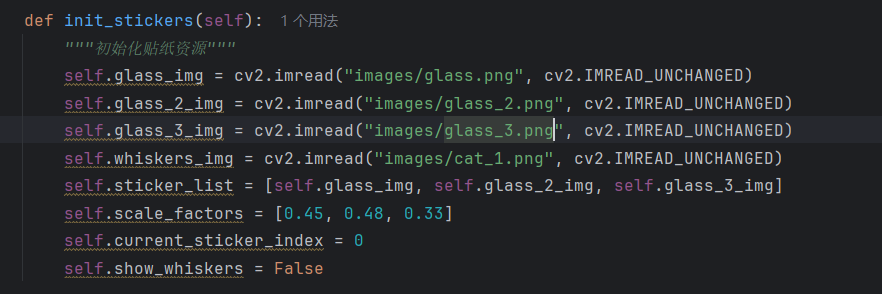 def init_stickers(self): 1个用法
"""初始化贴纸资源"""
self.glass_img = cv2.imread("images/glass.png", cv2.IMREAD_UNCHANGED)
self.glass_2_img = cv2.imread("images/glass_2.png", cv2.IMREAD_UNCHANGED)
self.glass_3_img = cv2.imread("images/glass_3.png", cv2.IMREAD_UNCHANGED)
self.whiskers_img = cv2.imread("images/cat_1.png", cv2.IMREAD_UNCHANGED)
self.sticker_list = [self.glass_img, self.glass_2_img, self.glass_3_img]
self.scale_factors = [0.45, 0.48, 0.33]
self.current_sticker_index = 0
self.show_whiskers = False